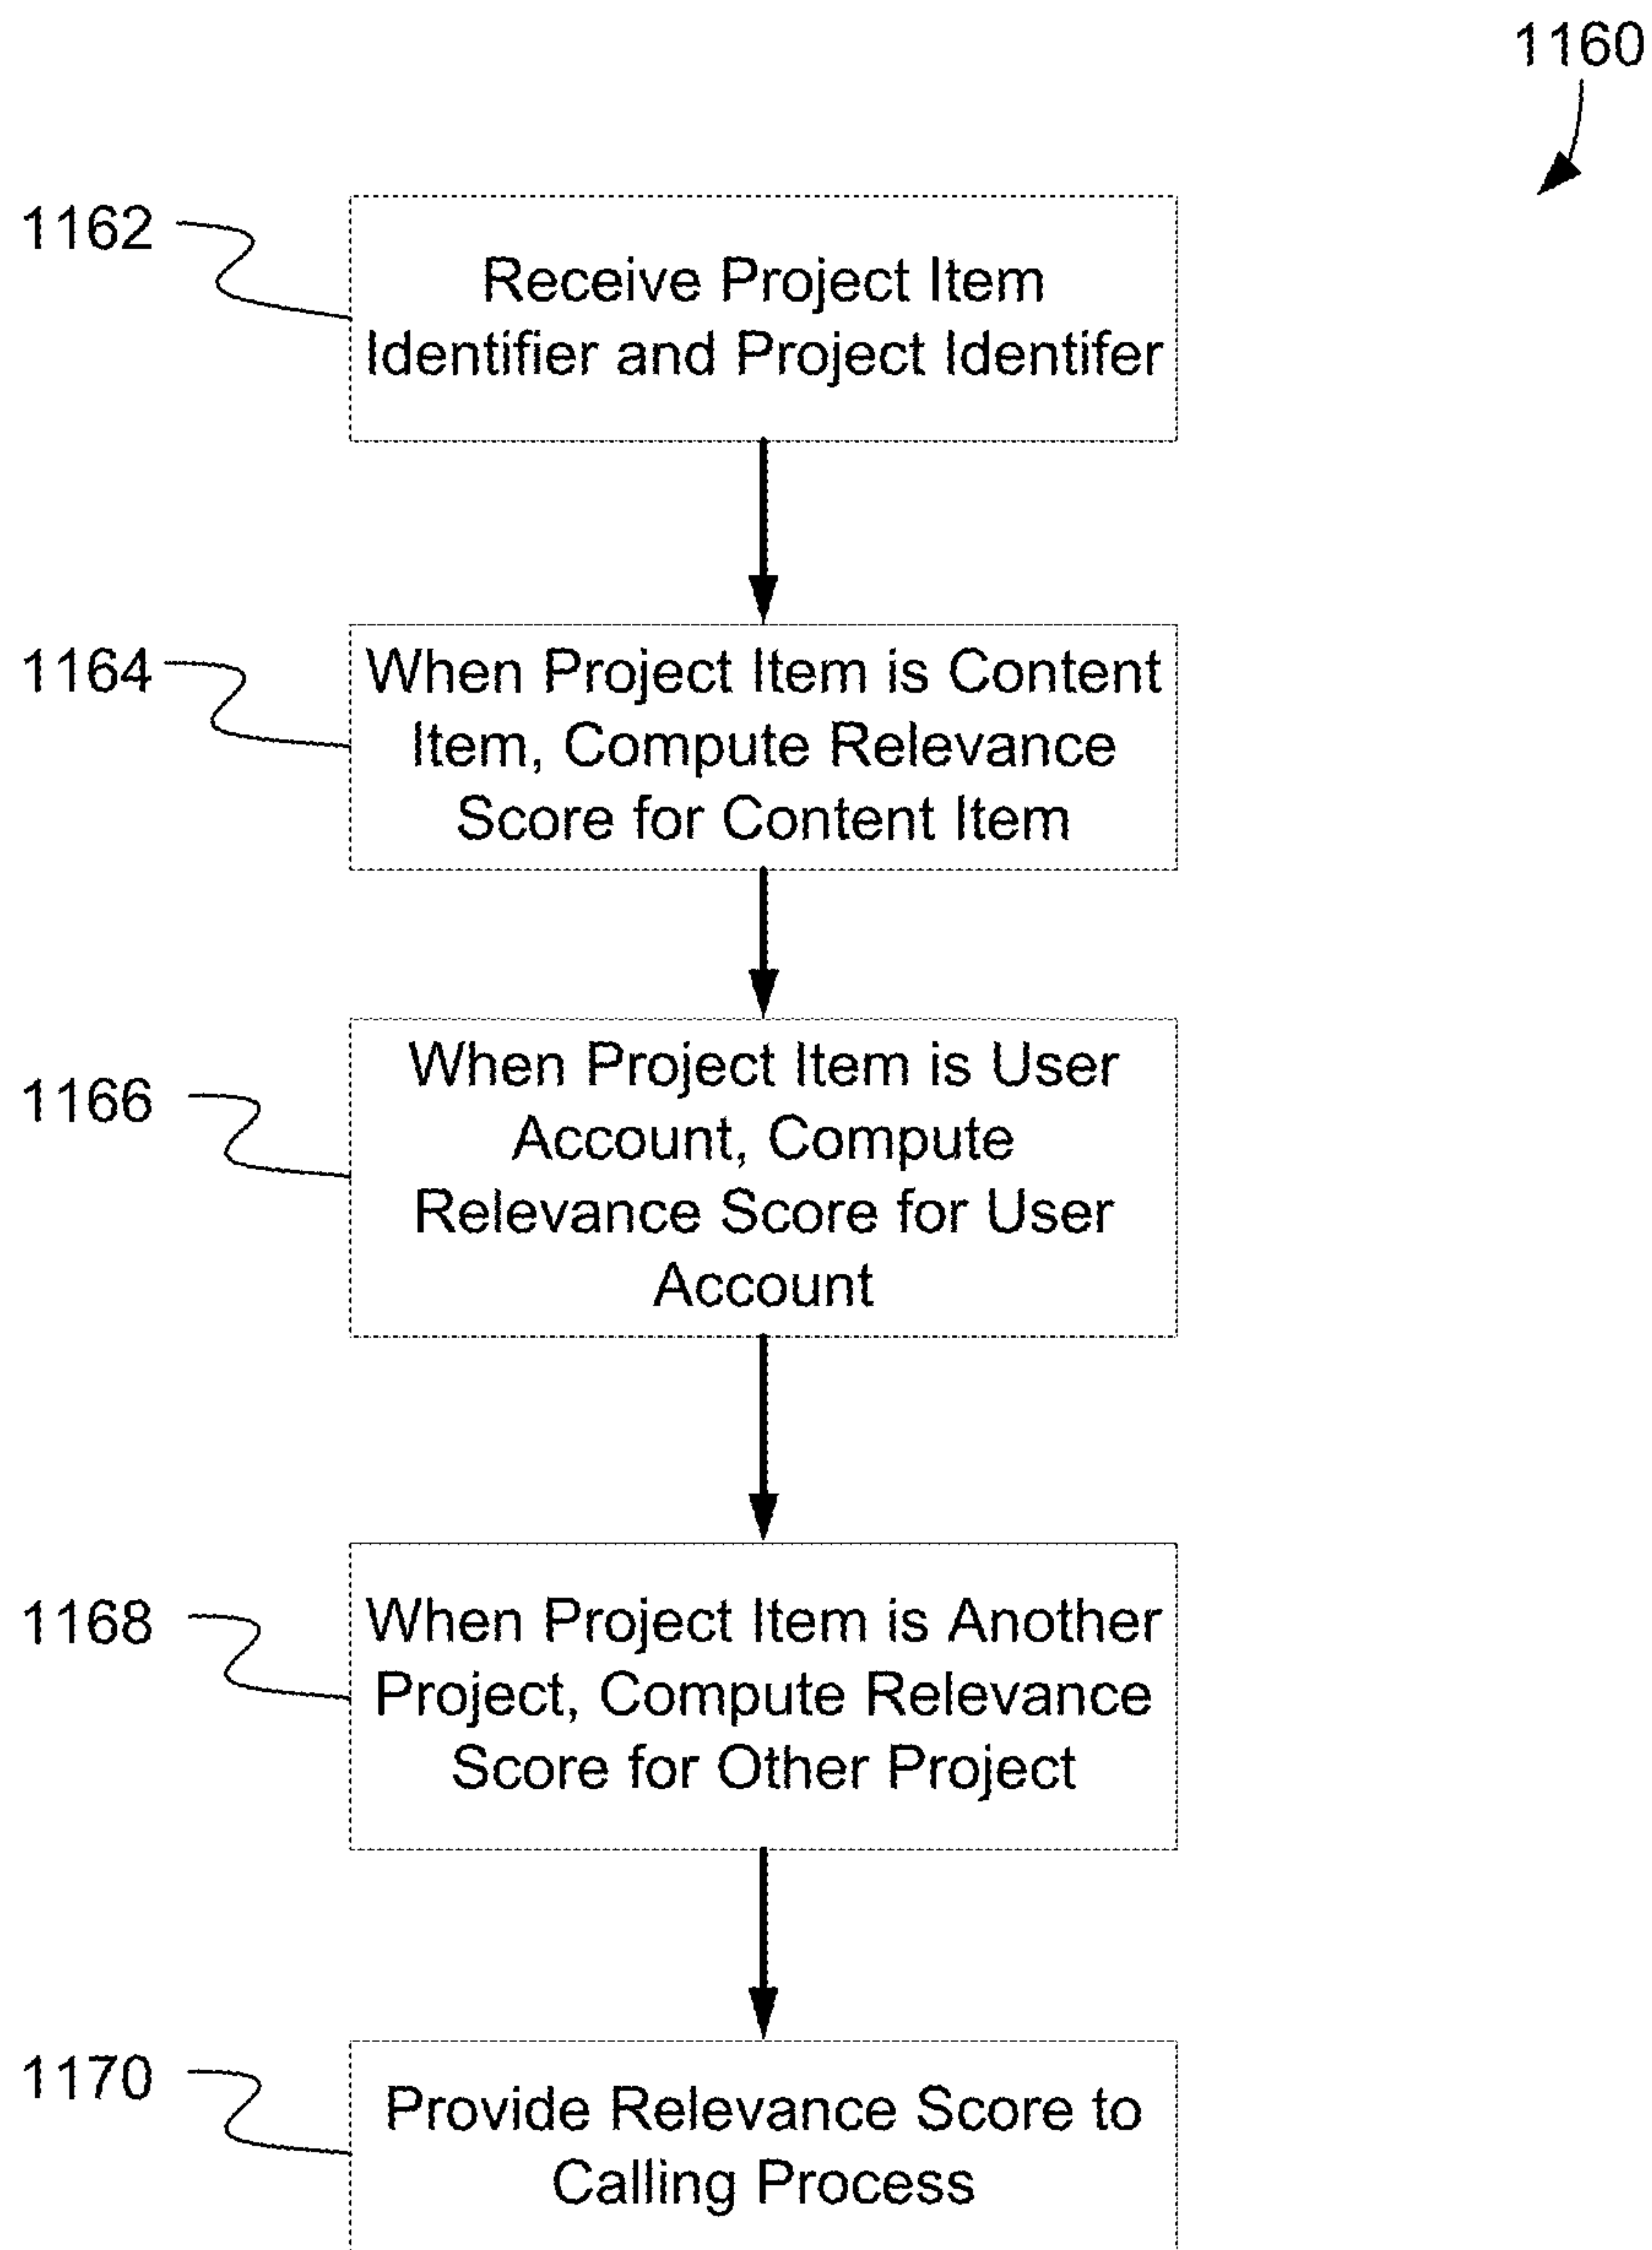 1160
1162
Receive Project Item
Identifier and Project Identifer
1164
When Project Item is Content
Item, Compute Relevance
Score for Content Item
1166
When Project Item is User
Account, Compute
Relevance Score for User
Account
1168
When Project Item is Another
Project, Compute Relevance
Score for Other Project
1170
Provide Relevance Score to
Calling Process